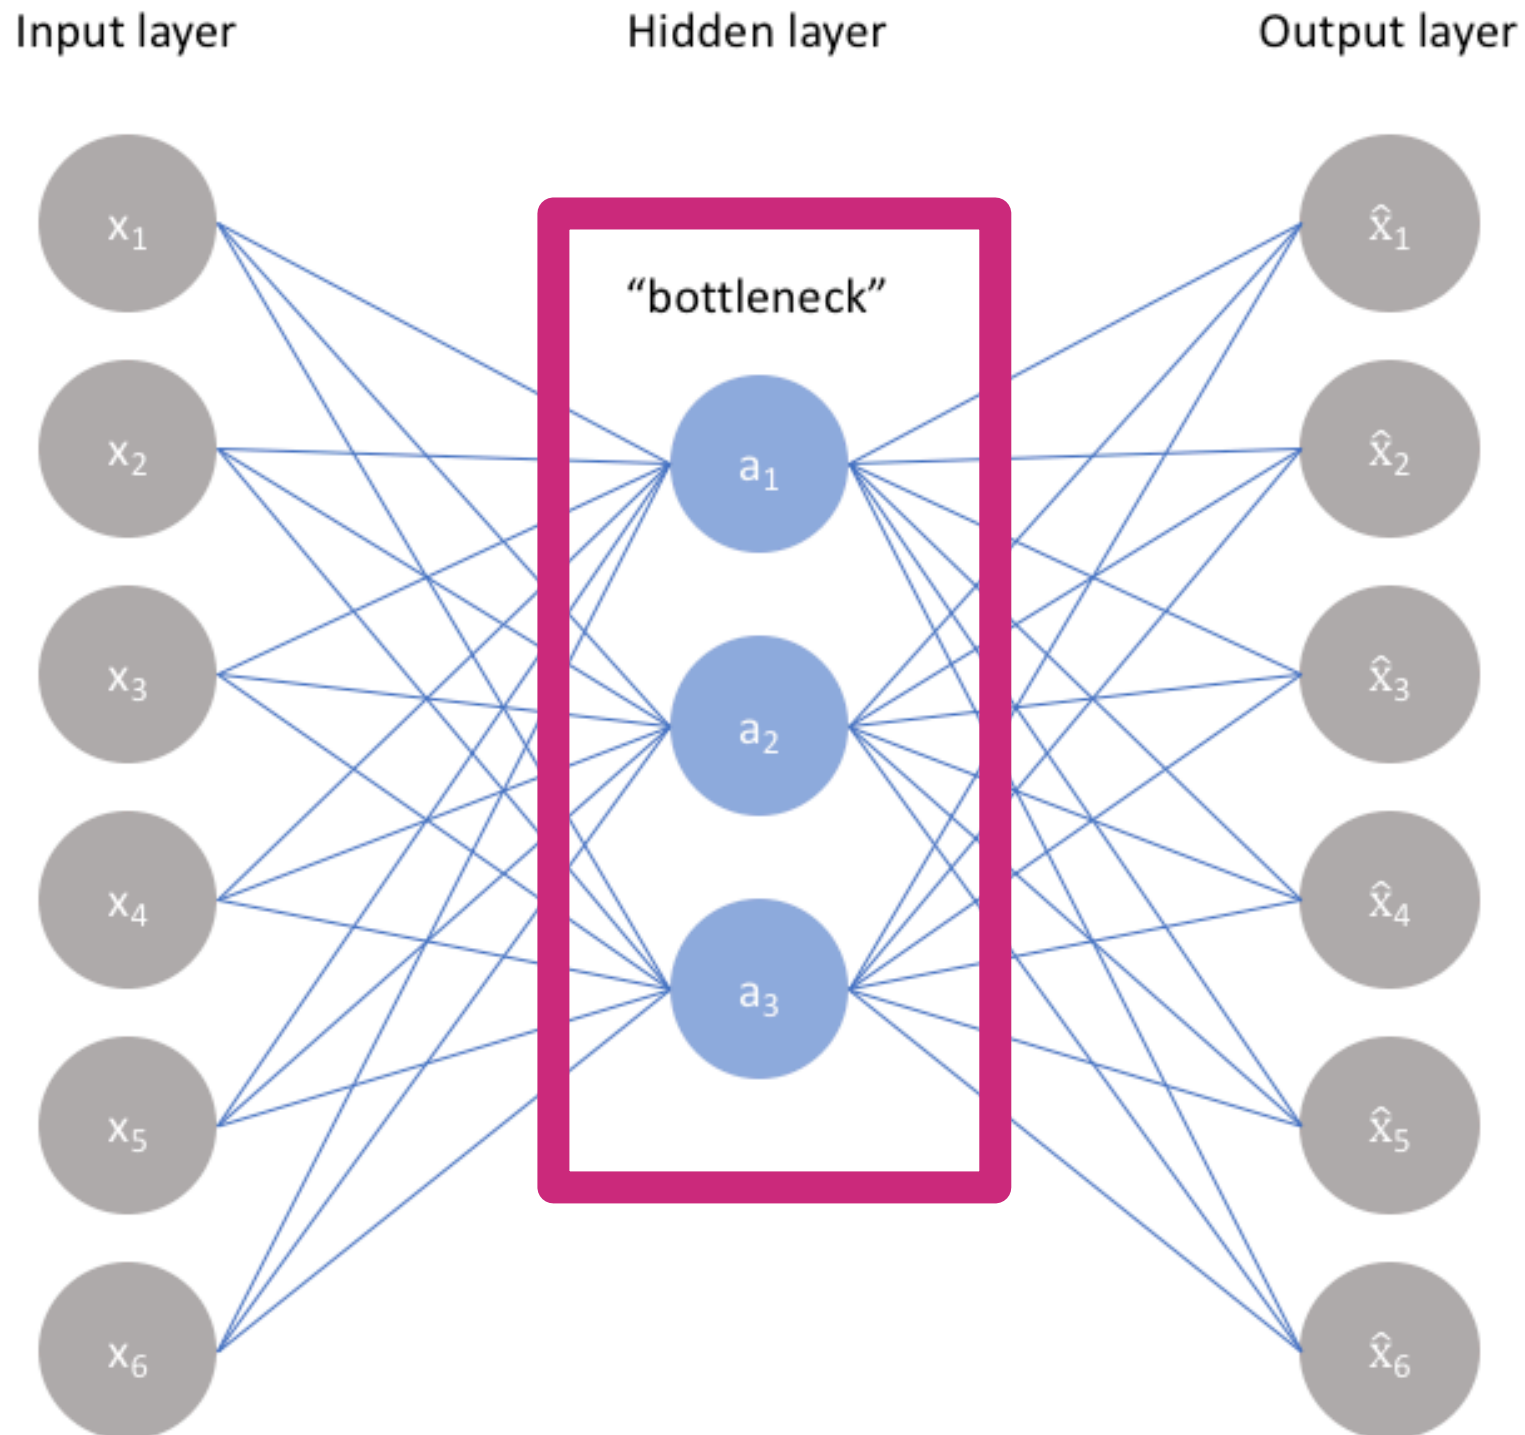 Input layer
Hidden layer
Output layer
“bottleneck”
x₁
x₂
x₃
x₄
x₅
x₆
a₁
a₂
a₃
x̂₁
x̂₂
x̂₃
x̂₄
x̂₅
x̂₆